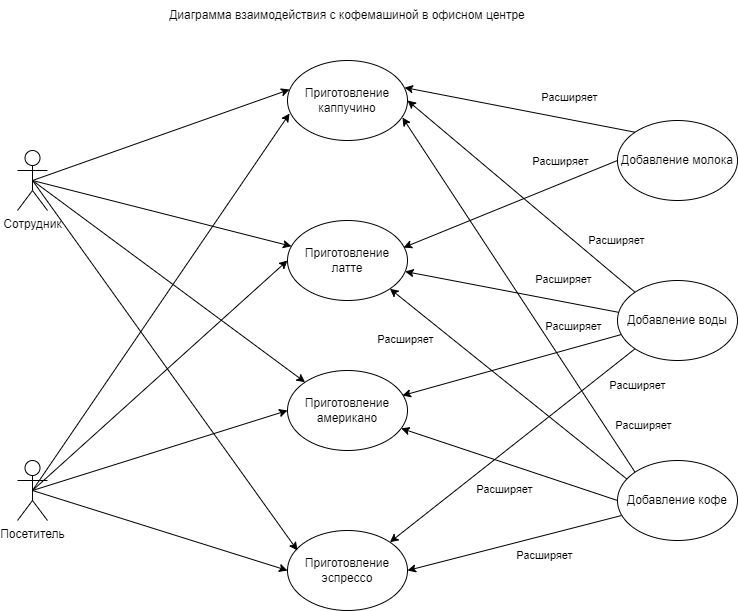 Диаграмма взаимодействия с кофемашиной в офисном центре
Приготовление
каппучино
Расширяет
Добавление молока
Расширяет
Сотрудник
Расширяет
Приготовление
латте
Расширяет
Добавление воды
Расширяет
Расширяет
Расширяет
Приготовление
американо
Расширяет
Расширяет
Добавление кофе
Посетитель
Расширяет
Приготовление
эспрессо